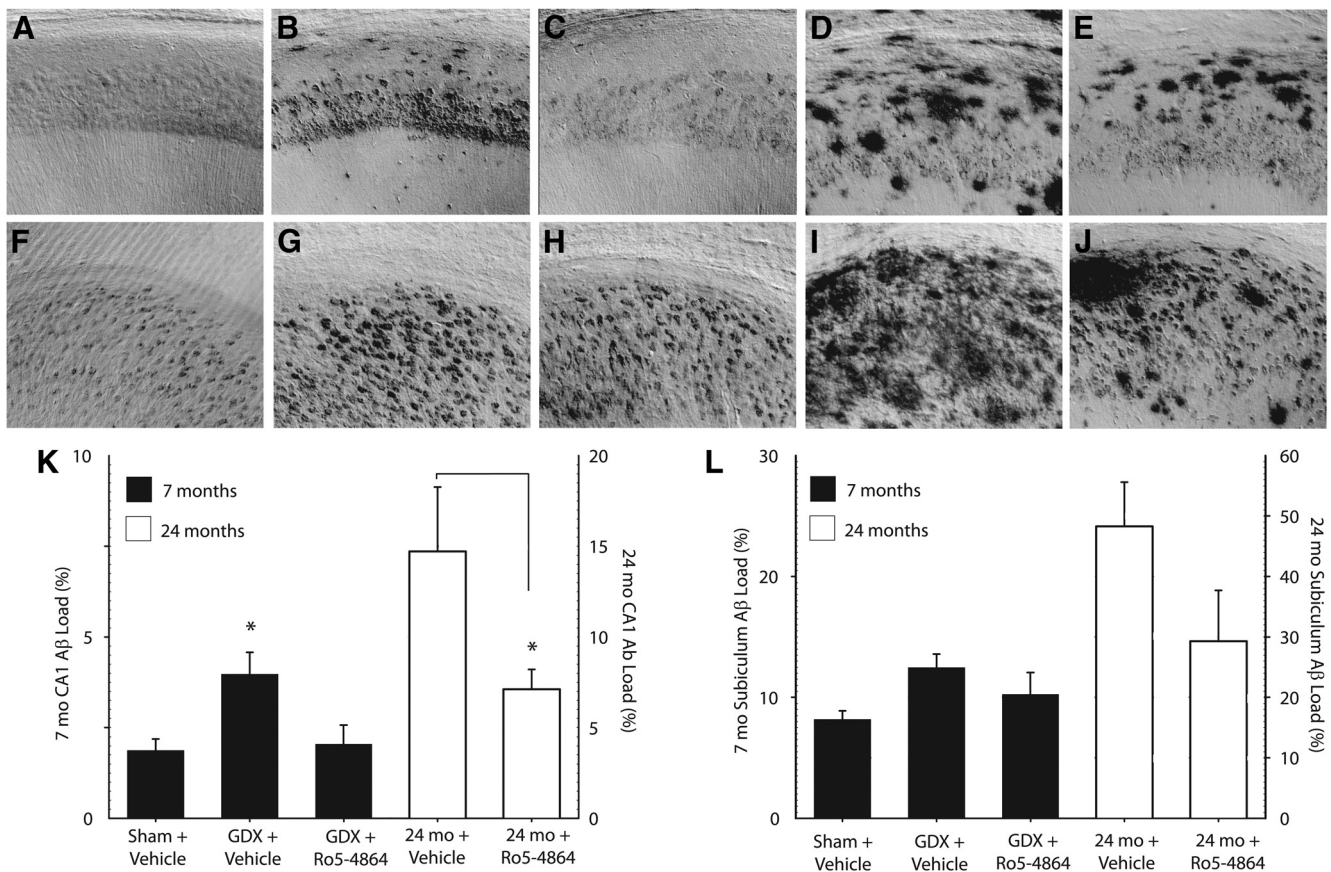 A
B
C
D
E
F
G
H
I
J
K
10
5
0
7 mo CA1 Aβ Load (%)
7 months
24 months
*
*
20
15
10
5
0
24 mo CA1 Ab Load (%)
Sham +
Vehicle
GDX +
Vehicle
GDX +
Ro5-4864
24 mo +
Vehicle
24 mo +
Ro5-4864
L
30
20
10
0
7 mo Subiculum Aβ Load (%)
7 months
24 months
60
50
40
30
20
10
0
24 mo Subiculum Aβ Load (%)
Sham +
Vehicle
GDX +
Vehicle
GDX +
Ro5-4864
24 mo +
Vehicle
24 mo +
Ro5-4864